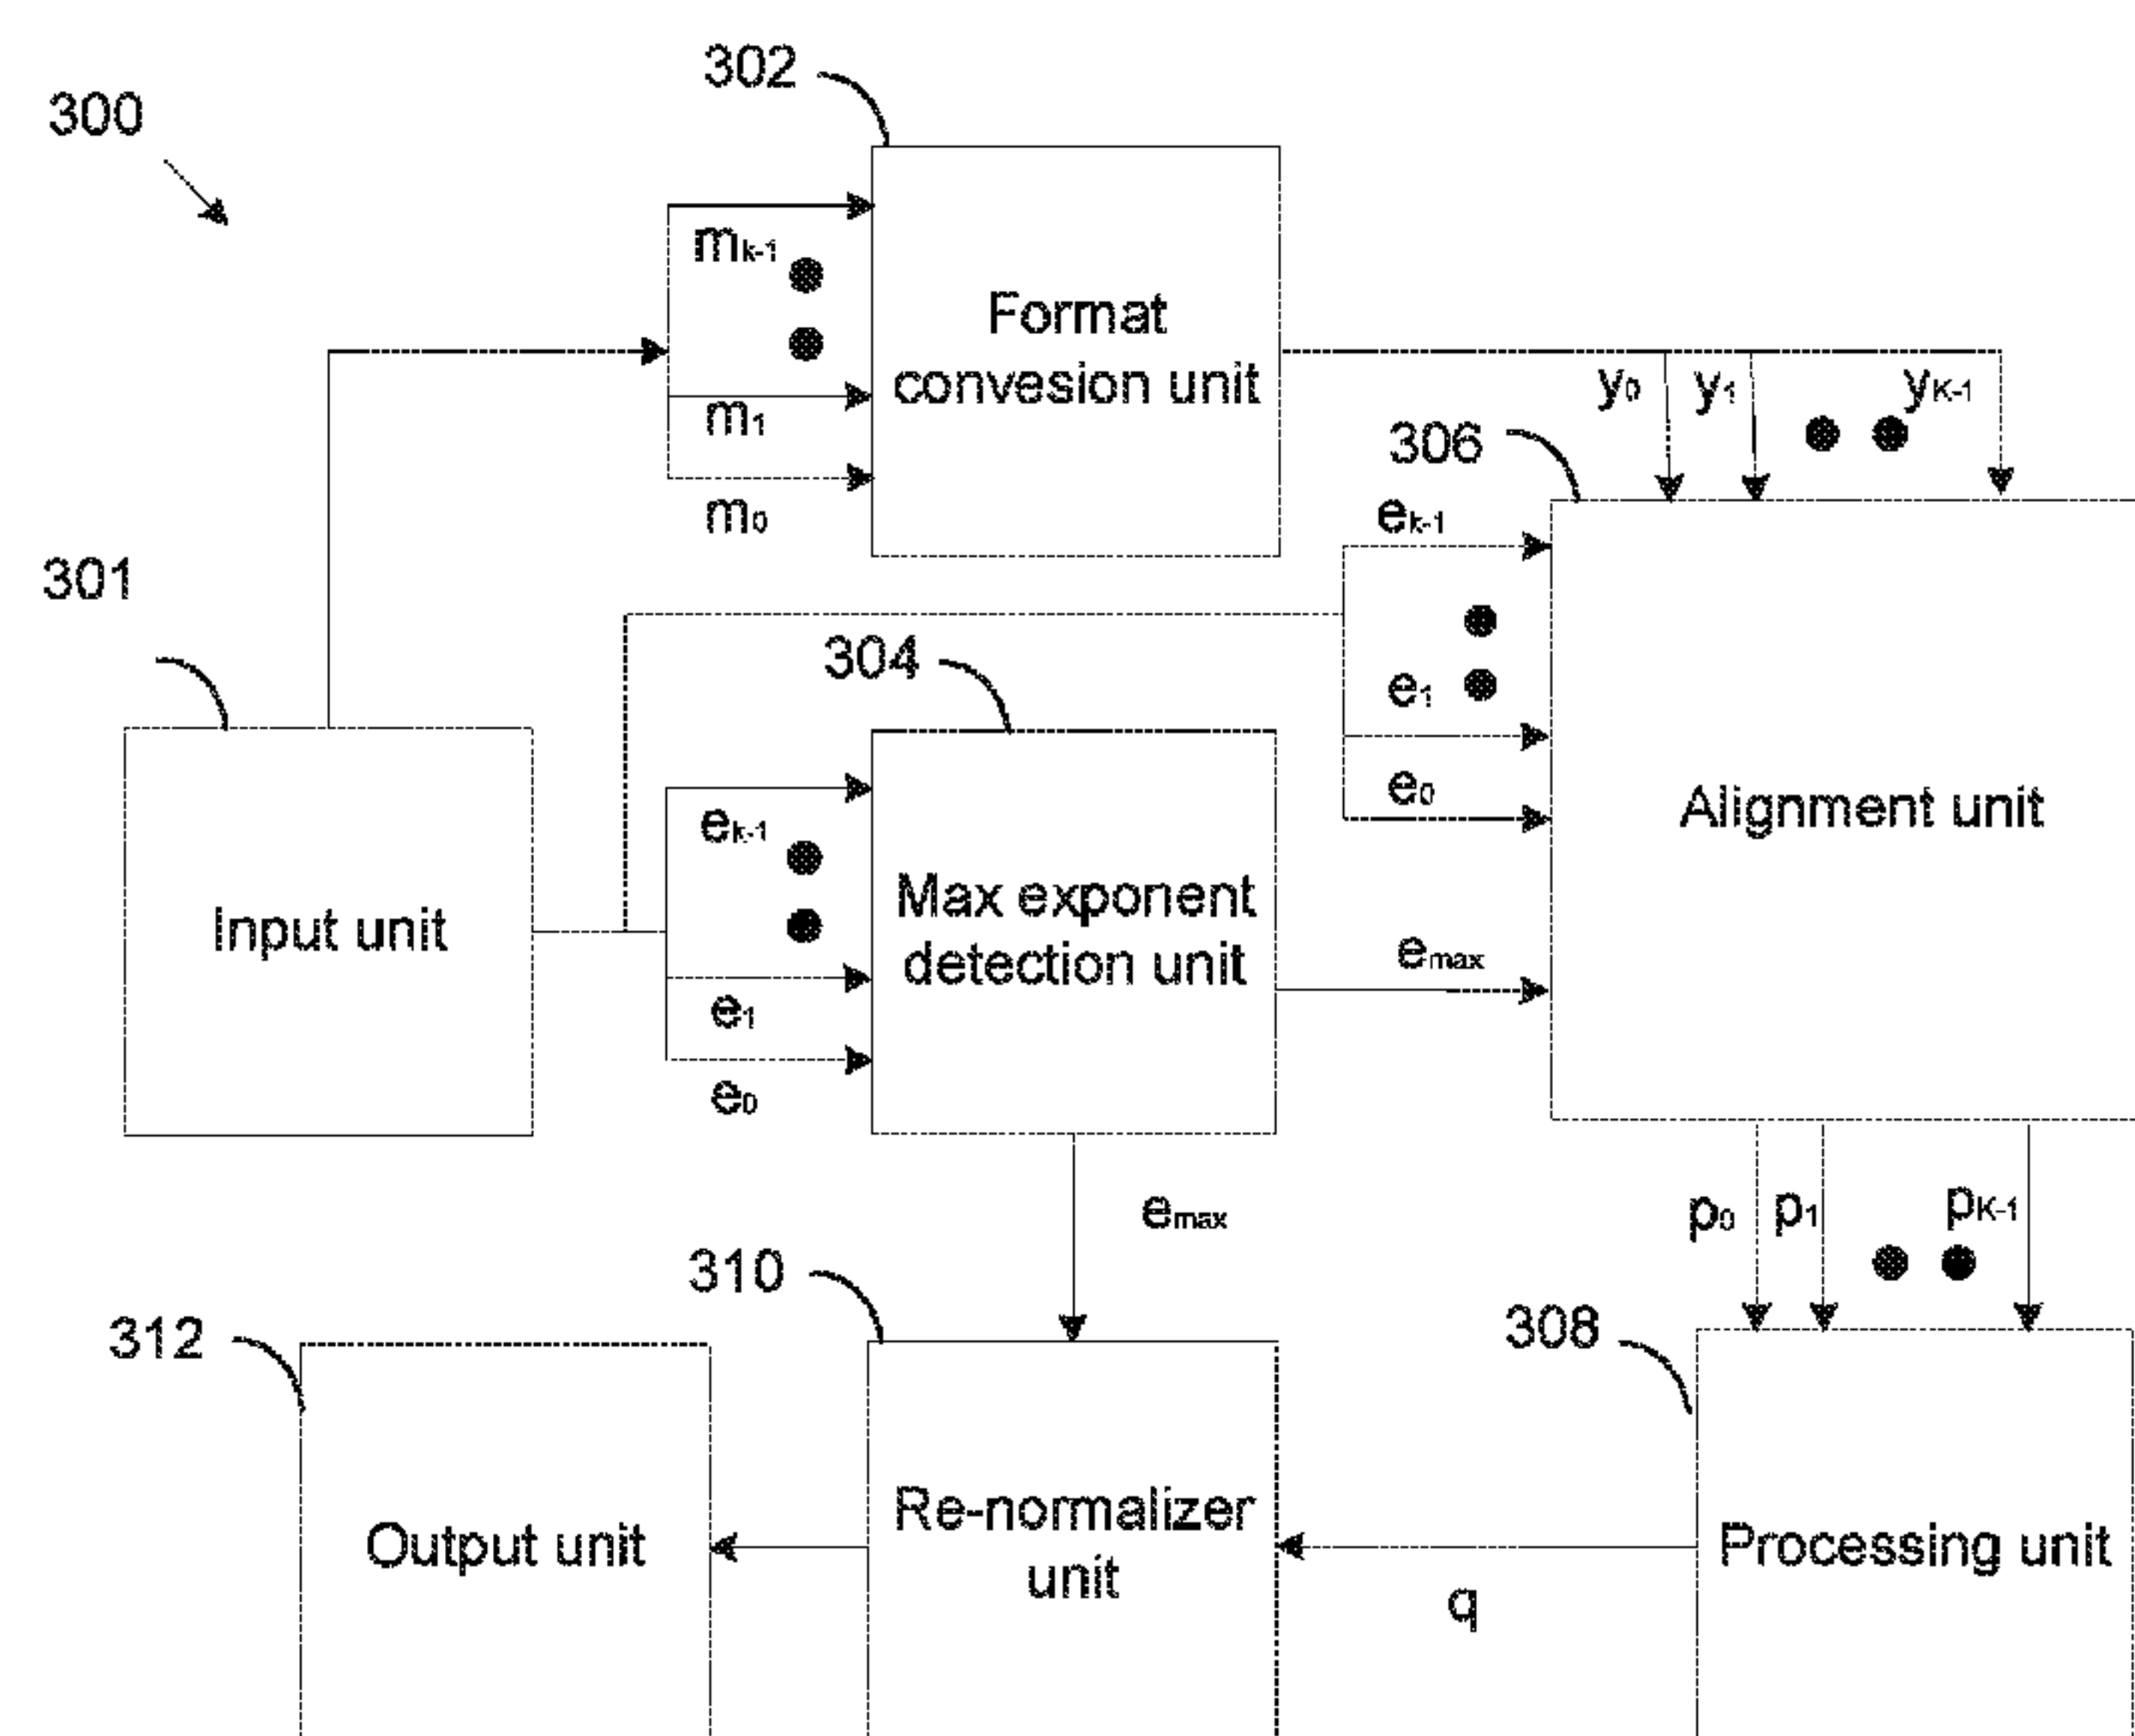 300
302
mk-1
m1
m0
Format
convesion unit
y0 y1 yK-1
306
ek-1
e1
e0
Alignment unit
301
Input unit
304
ek-1
e1
e0
Max exponent
detection unit
emax
emax
p0 p1 pK-1
310
312
308
Output unit
Re-normalizer
unit
q
Processing unit